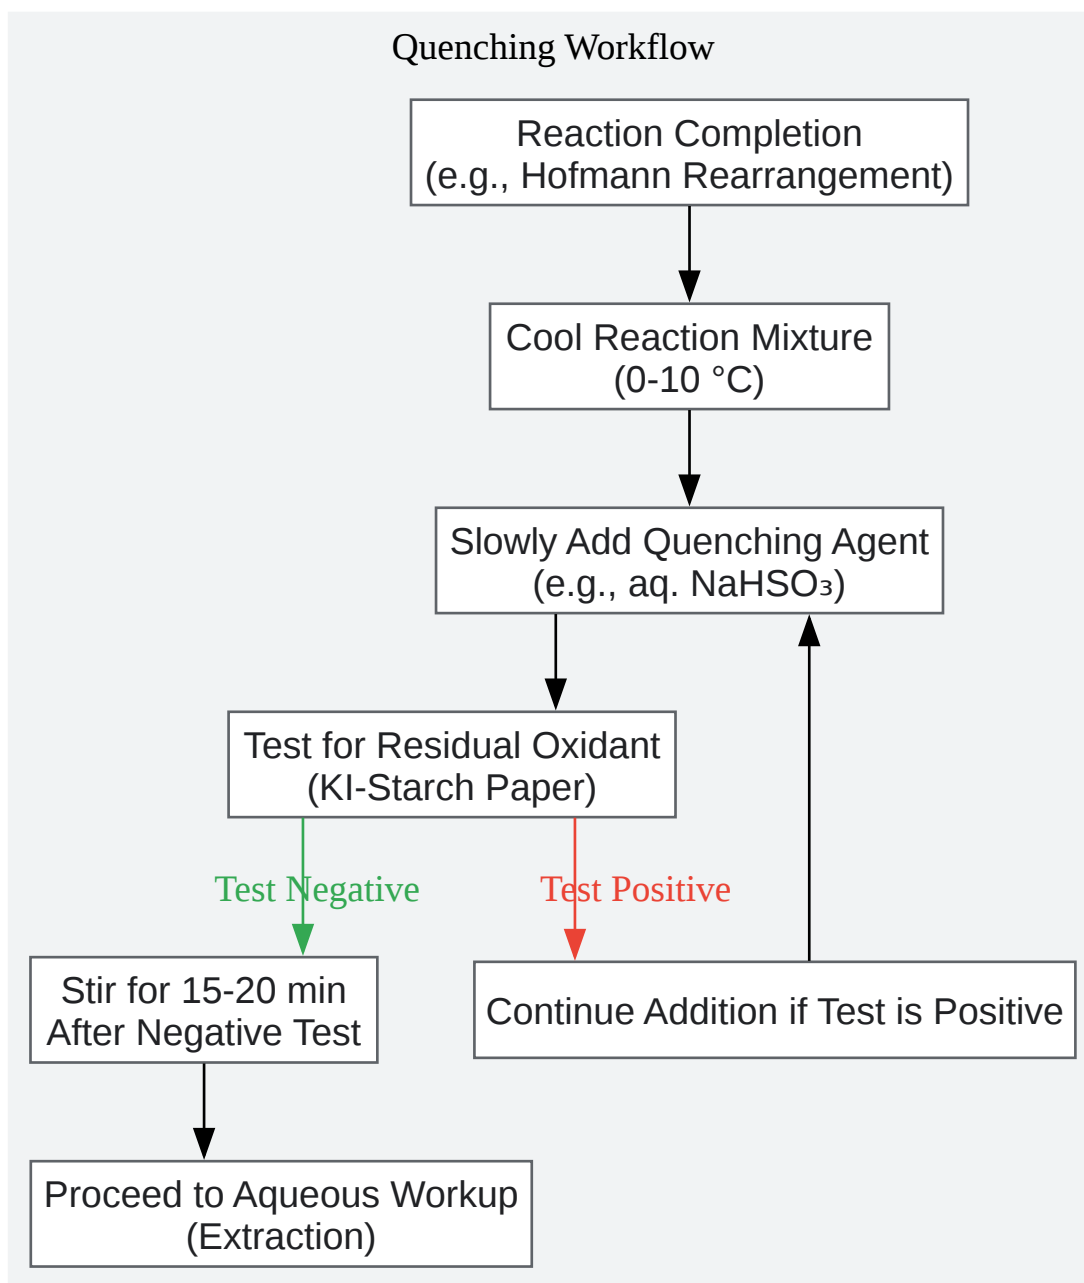 Quenching Workflow
Reaction Completion
(e.g., Hofmann Rearrangement)
Cool Reaction Mixture
(0-10 °C)
Slowly Add Quenching Agent
(e.g., aq. NaHSO₃)
Test for Residual Oxidant
(KI-Starch Paper)
Test Negative
Test Positive
Stir for 15-20 min
After Negative Test
Continue Addition if Test is Positive
Proceed to Aqueous Workup
(Extraction)